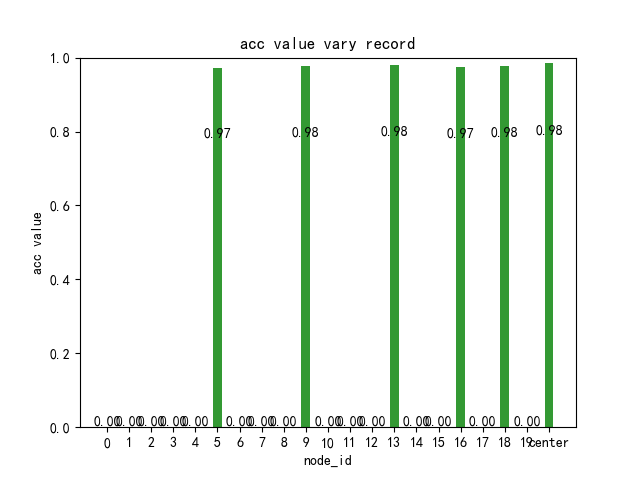 acc value vary record
1.0
0.8
0.6
0.4
0.2
0.0
acc value
0.97 0.98 0.98 0.97 0.98 0.98
0.00 0.00 0.00 0.00 0.00 0.00 0.00 0.00 0.00 0.00 0.00 0.00 0.00 0.00 0.00
0 1 2 3 4 5 6 7 8 9 10 11 12 13 14 15 16 17 18 19 center
node_id